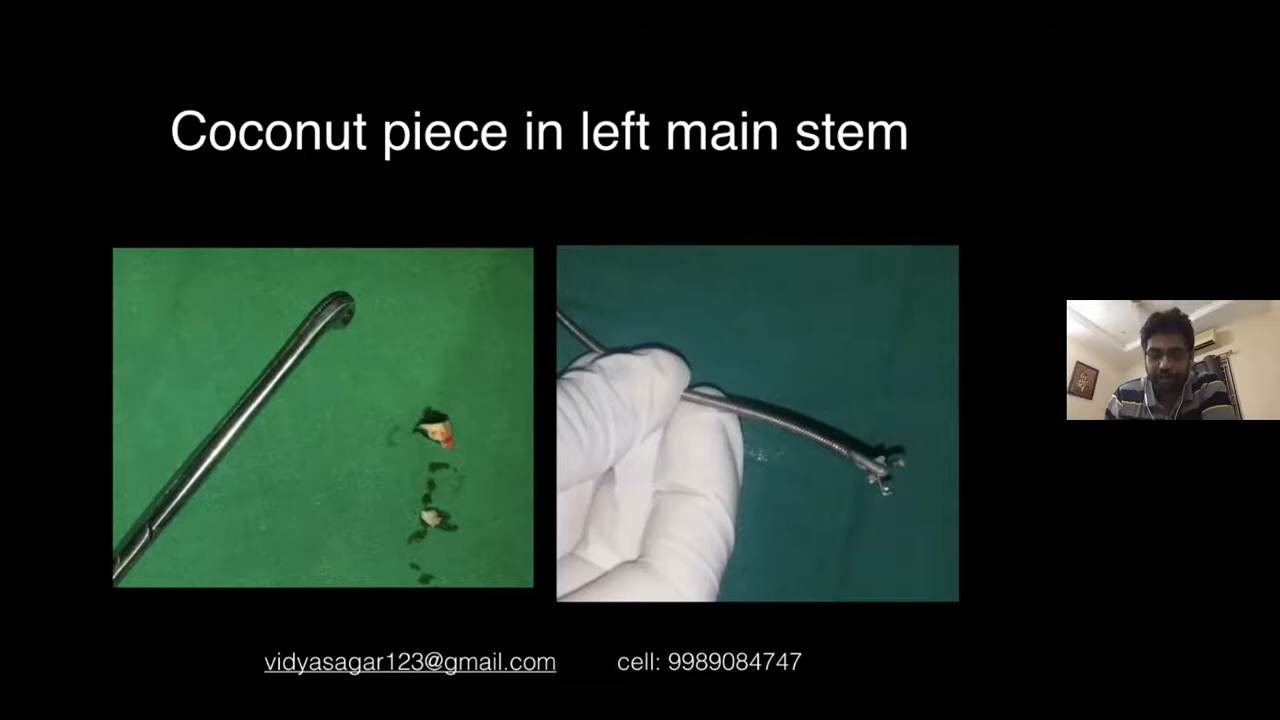 Coconut piece in left main stem
vidyasagar123@gmail.com cell: 9989084747